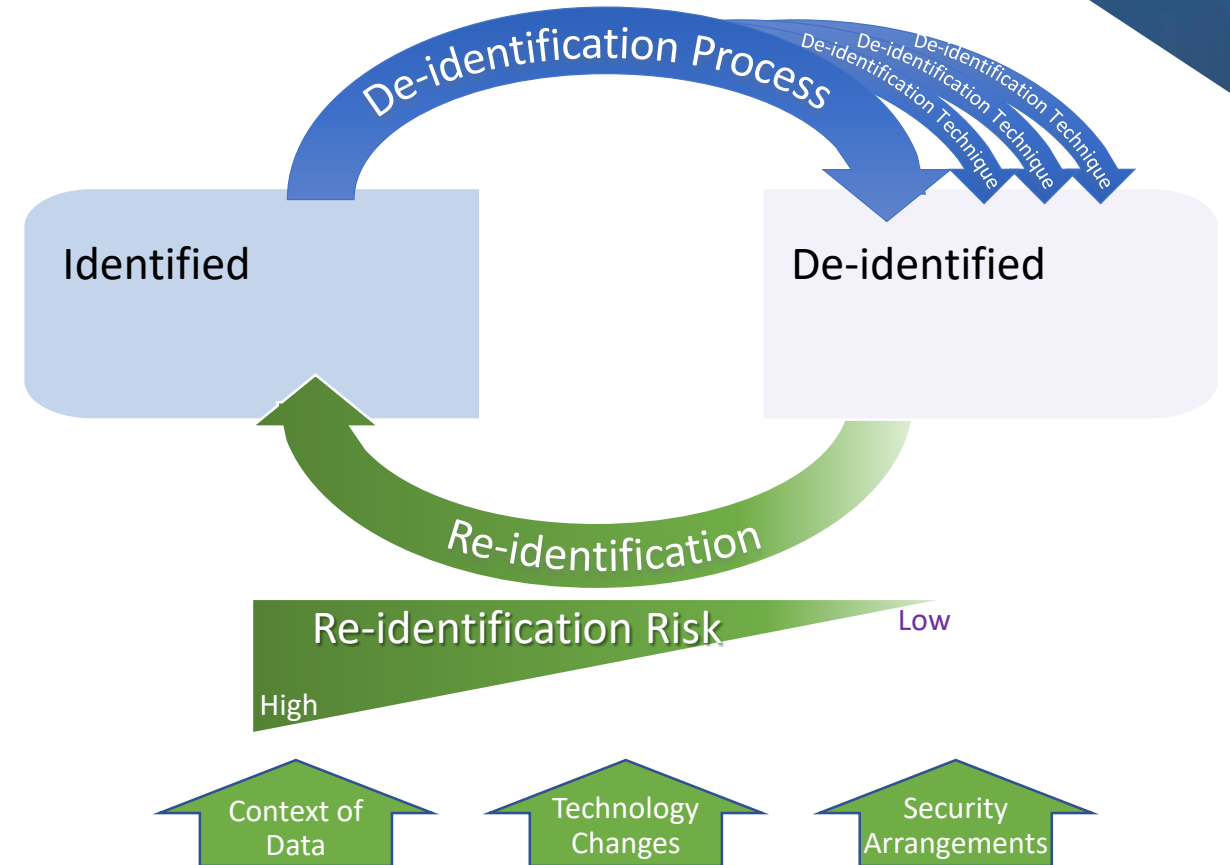 De-identification Process
De-identification Technique
De-identification Technique
De-identification Technique
Identified
De-identified
Re-identification
Re-identification Risk
Low
High
Context of
Data
Technology
Changes
Security
Arrangements